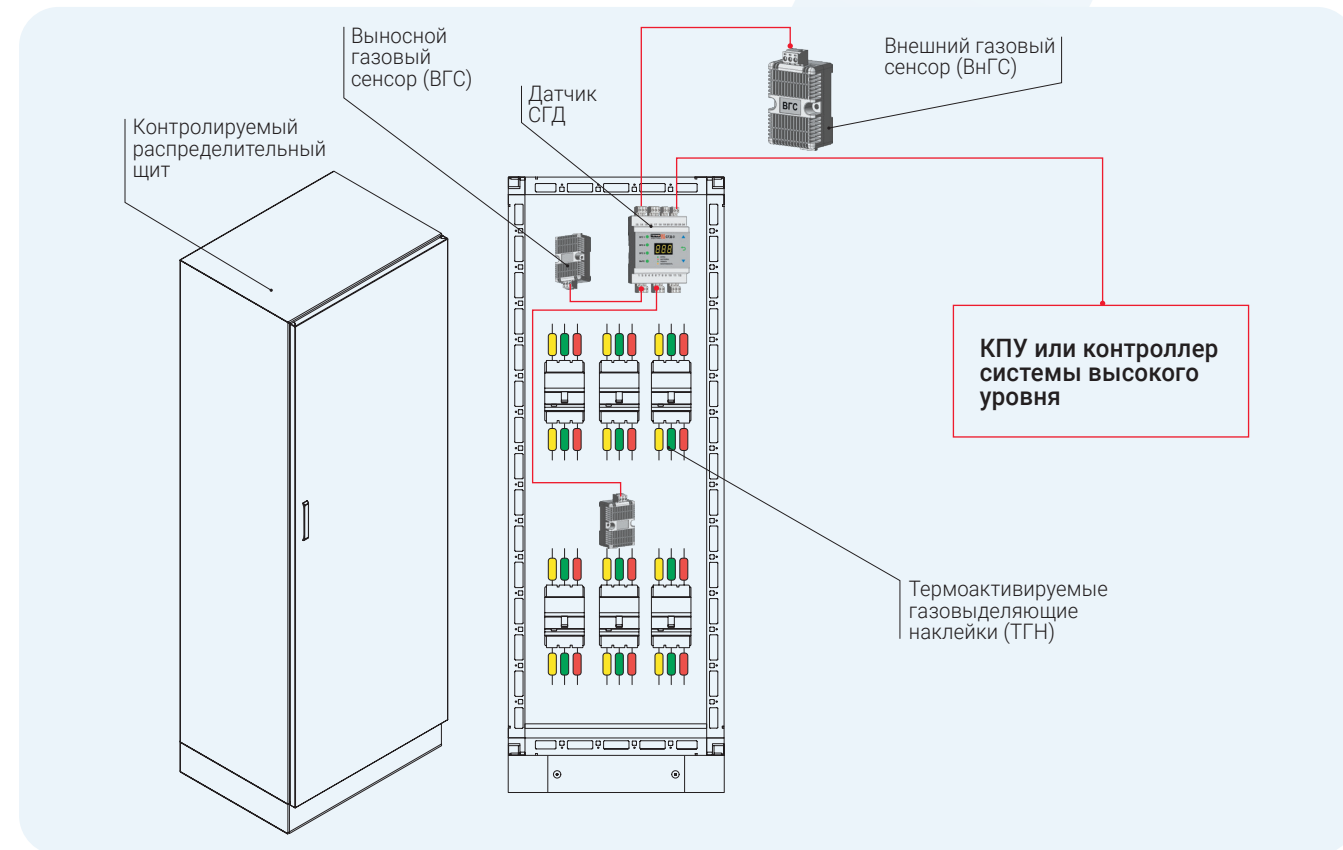 Выносной
газовый
сенсор (ВГС)
Внешний газовый
сенсор (ВнГС)
Датчик
СГД
ВГС
Контролируемый
распределительный
щит
888
КПУ или контроллер
системы высокого
уровня
Термоактивируемые
газовыделяющие
наклейки (ТГН)